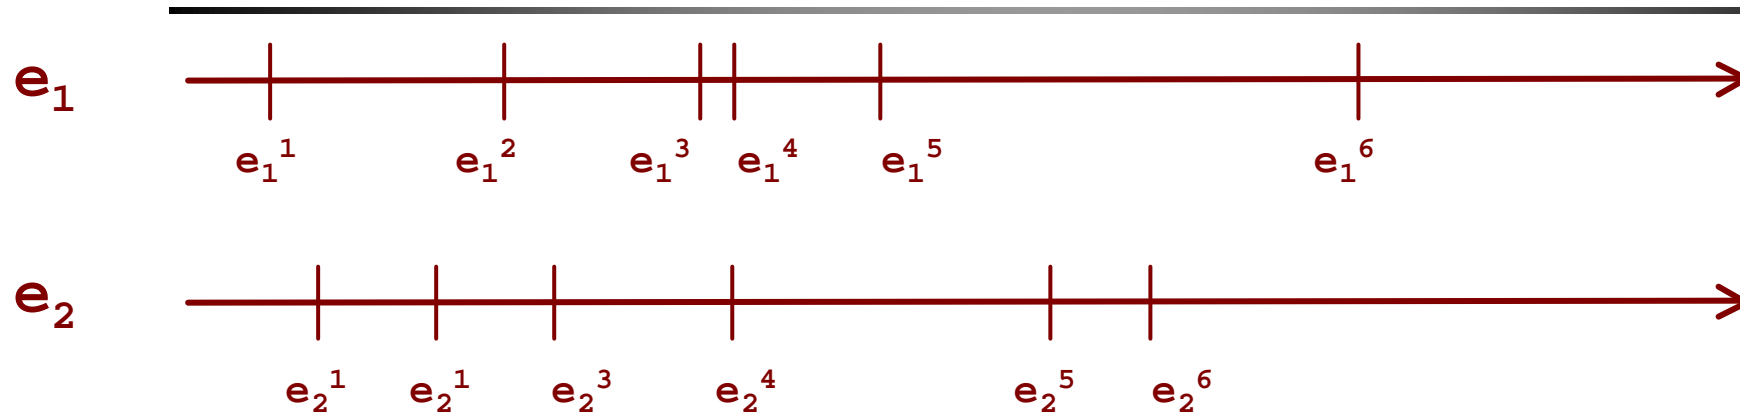 e₁
e₁¹ e₁² e₁³ e₁⁴ e₁⁵ e₁⁶
e₂
e₂¹ e₂¹ e₂³ e₂⁴ e₂⁵ e₂⁶